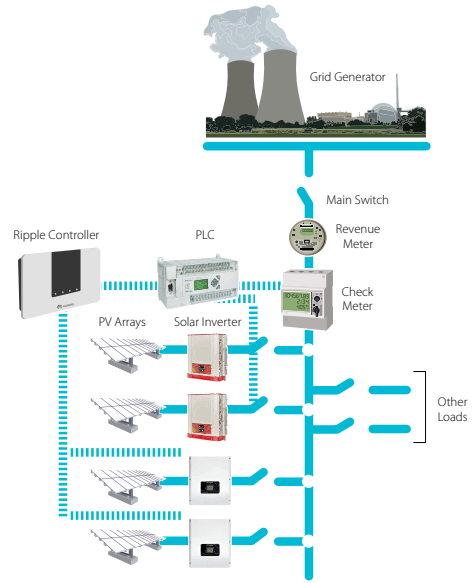 Grid Generator
Main Switch
Revenue
Meter
Ripple Controller
PLC
Check
Meter
PV Arrays
Solar Inverter
Other
Loads